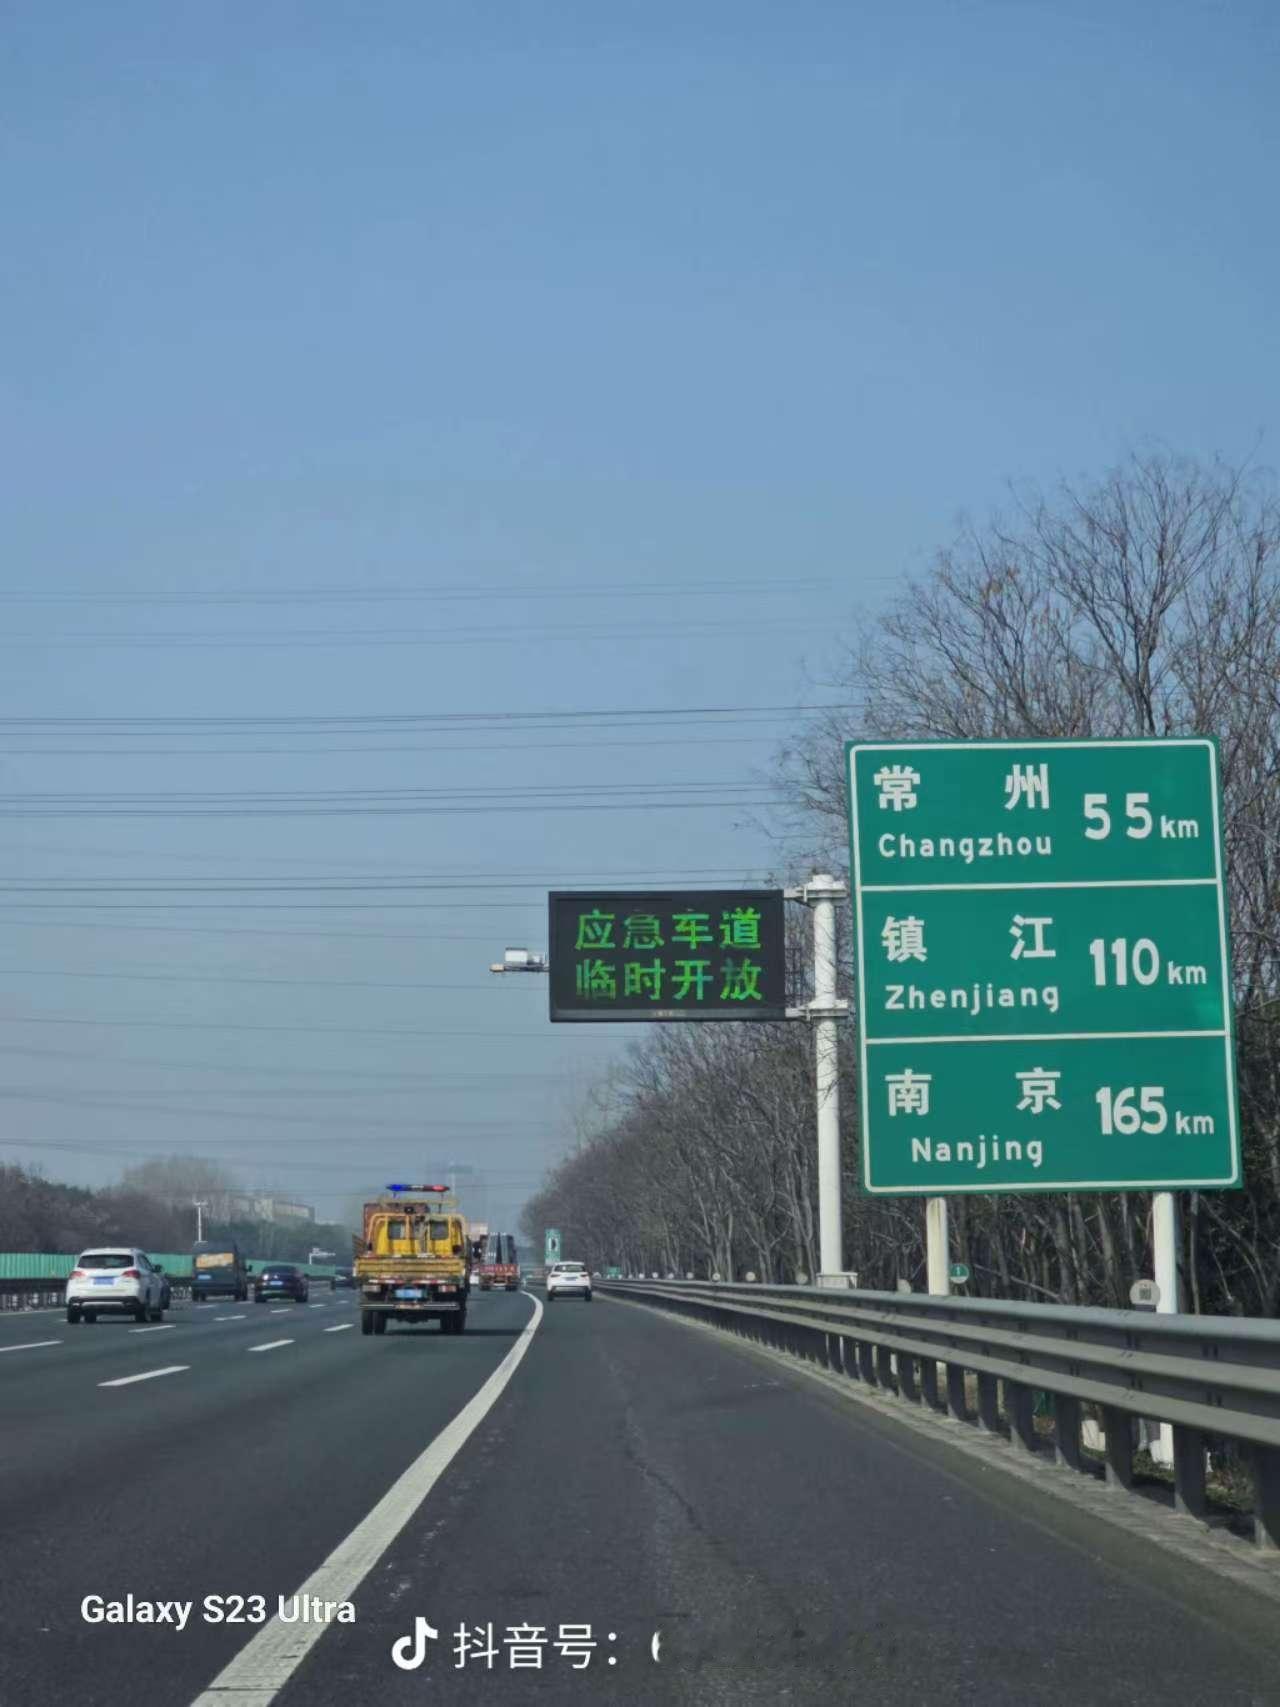 常州 55km
Changzhou
应急车道
临时开放
镇江 110km
Zhenjiang
南京 165km
Nanjing
Galaxy S23 Ultra
抖音号：